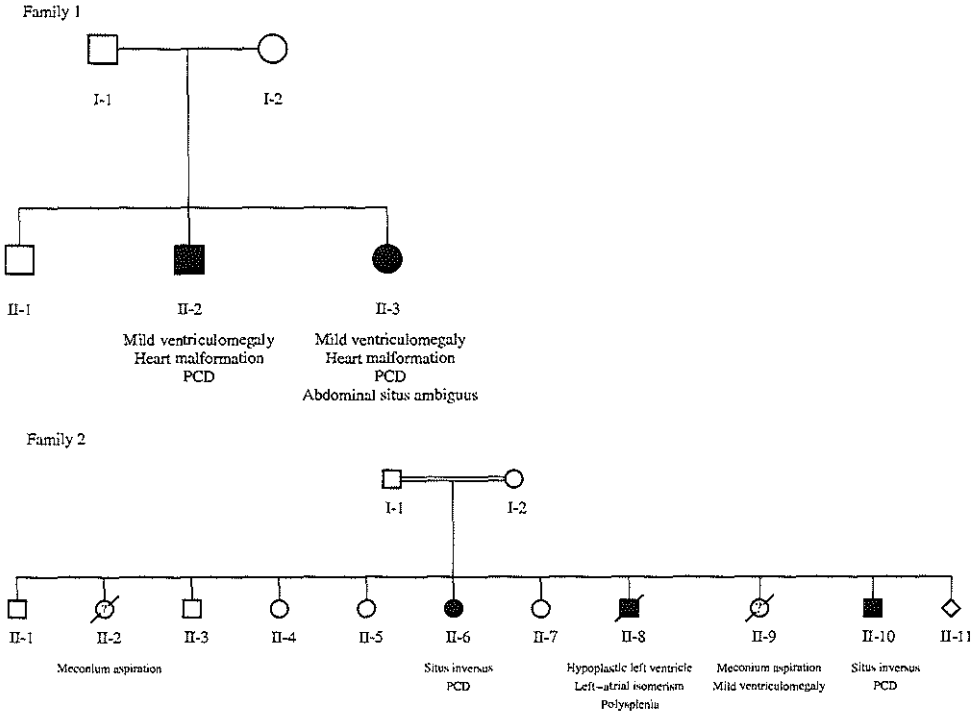 Family 1
I-1 I-2
II-1 II-2 II-3
Mild ventriculomegaly Mild ventriculomegaly
Heart malformation Heart malformation
PCD PCD
Abdominal situs ambiguus
Family 2
I-1 I-2
? ?
II-1 II-2 II-3 II-4 II-5 II-6 II-7 II-8 II-9 II-10 II-11
Meconium aspiration Situs inversus Hypoplastic left ventricle Meconium aspiration Situs inversus
PCD Left-atrial isomerism Mild ventriculomegaly PCD
Polysplenia